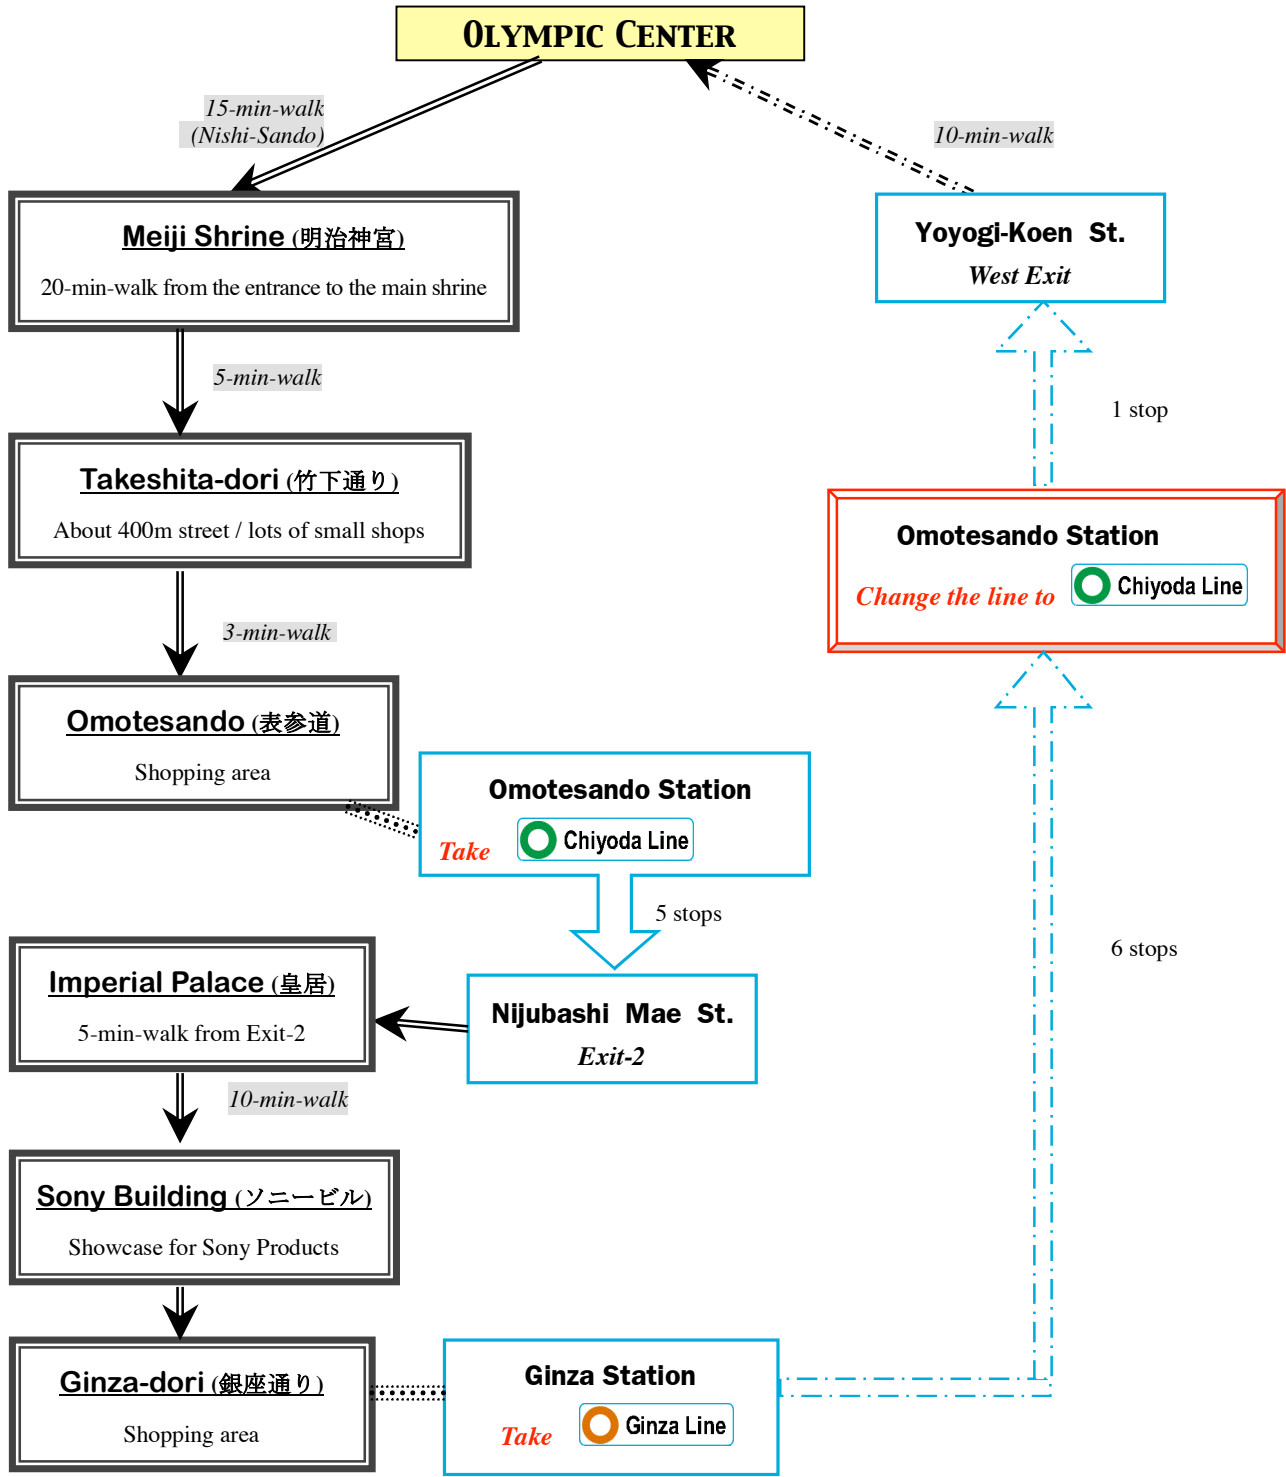 OLYMPIC CENTER
15-min-walk
(Nishi-Sando)
10-min-walk
Meiji Shrine (明治神宮)
20-min-walk from the entrance to the main shrine
Yoyogi-Koen St.
West Exit
5-min-walk
1 stop
Takeshita-dori (竹下通り)
About 400m street / lots of small shops
Omotesando Station
Change the line to Chiyoda Line
3-min-walk
Omotesando (表参道)
Shopping area
Omotesando Station
Take Chiyoda Line
5 stops
6 stops
Imperial Palace (皇居)
5-min-walk from Exit-2
Nijubashi Mae St.
Exit-2
10-min-walk
Sony Building (ソニービル)
Showcase for Sony Products
Ginza-dori (銀座通り)
Shopping area
Ginza Station
Take Ginza Line